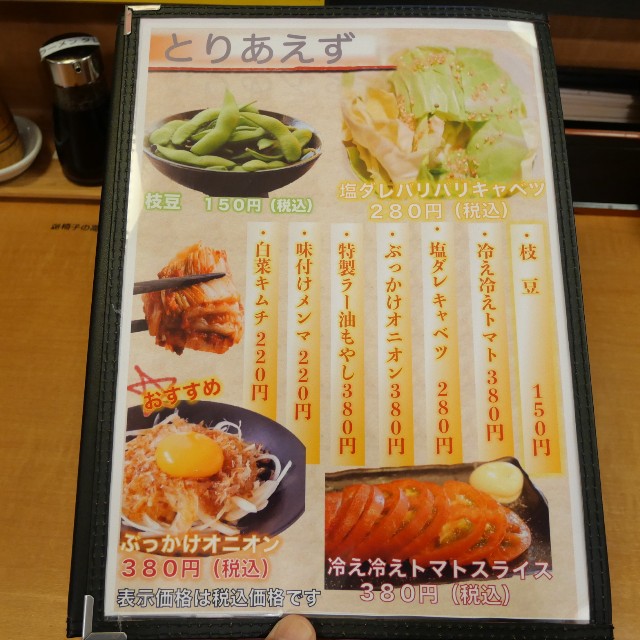 とりあえず
枝豆 150円(税込)
塩ダレバリバリキャベツ
280円(税込)
・枝豆 150円
・冷え冷えトマト380円
・塩ダレキャベツ 280円
・ぶっかけオニオン380円
・特製ラー油もやし380円
・味付けメンマ220円
・白菜キムチ220円
おすすめ
ぶっかけオニオン
380円(税込)
冷え冷えトマトスライス
380円(税込)
表示価格は税込価格です